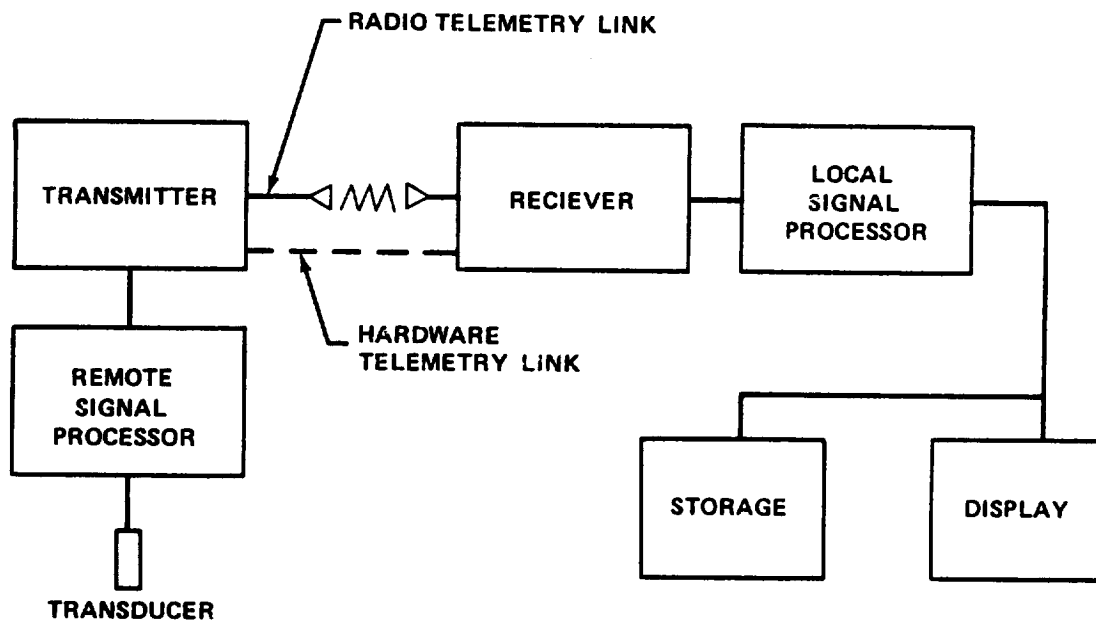 RADIO TELEMETRY LINK
TRANSMITTER
RECIEVER
LOCAL
SIGNAL
PROCESSOR
HARDWARE
TELEMETRY LINK
REMOTE
SIGNAL
PROCESSOR
STORAGE
DISPLAY
TRANSDUCER